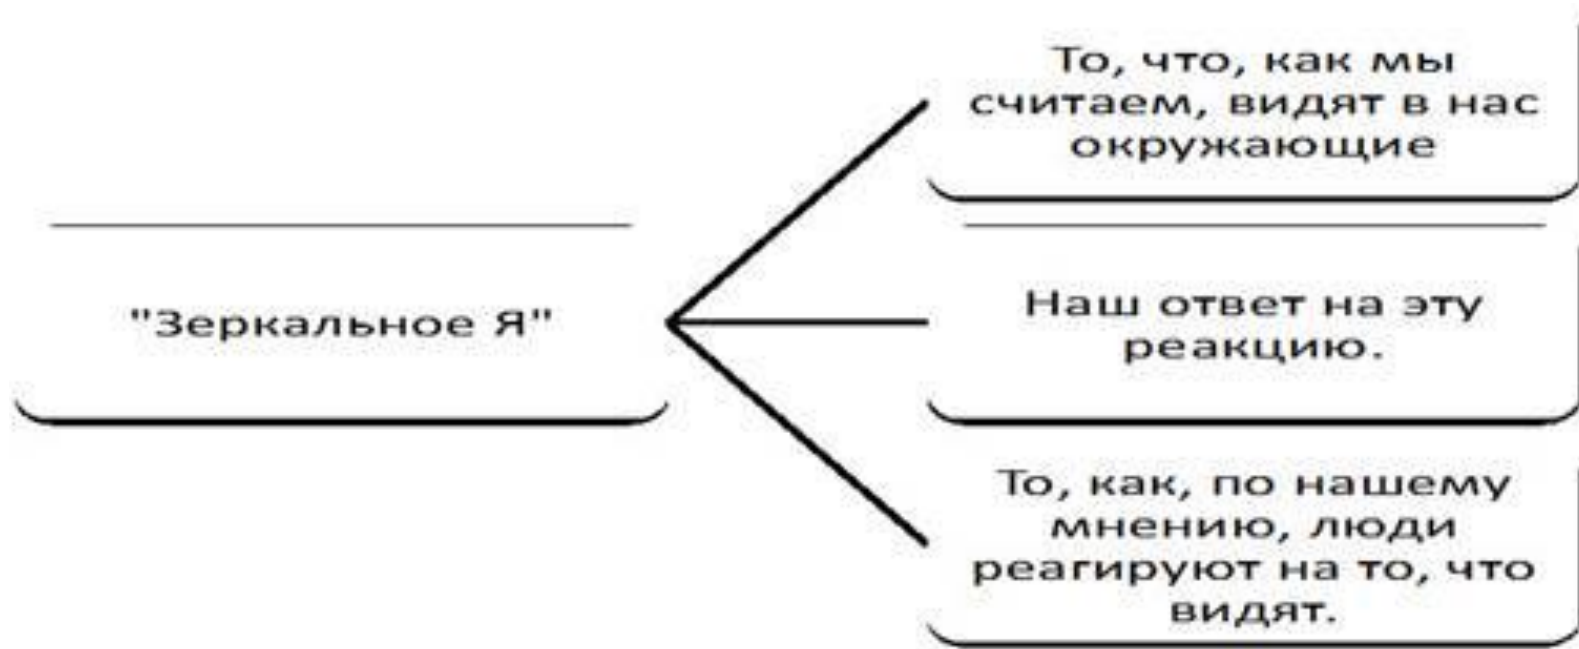 То, что, как мы
считаем, видят в нас
окружающие
"Зеркальное Я"
Наш ответ на эту
реакцию.
То, как, по нашему
мнению, люди
реагируют на то, что
видят.